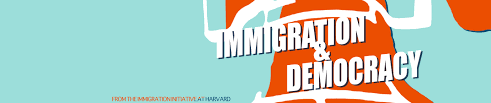 IMMIGRATION
&
DEMOCRACY
FROM THE IMMIGRATION INITIATIVE AT HARVARD